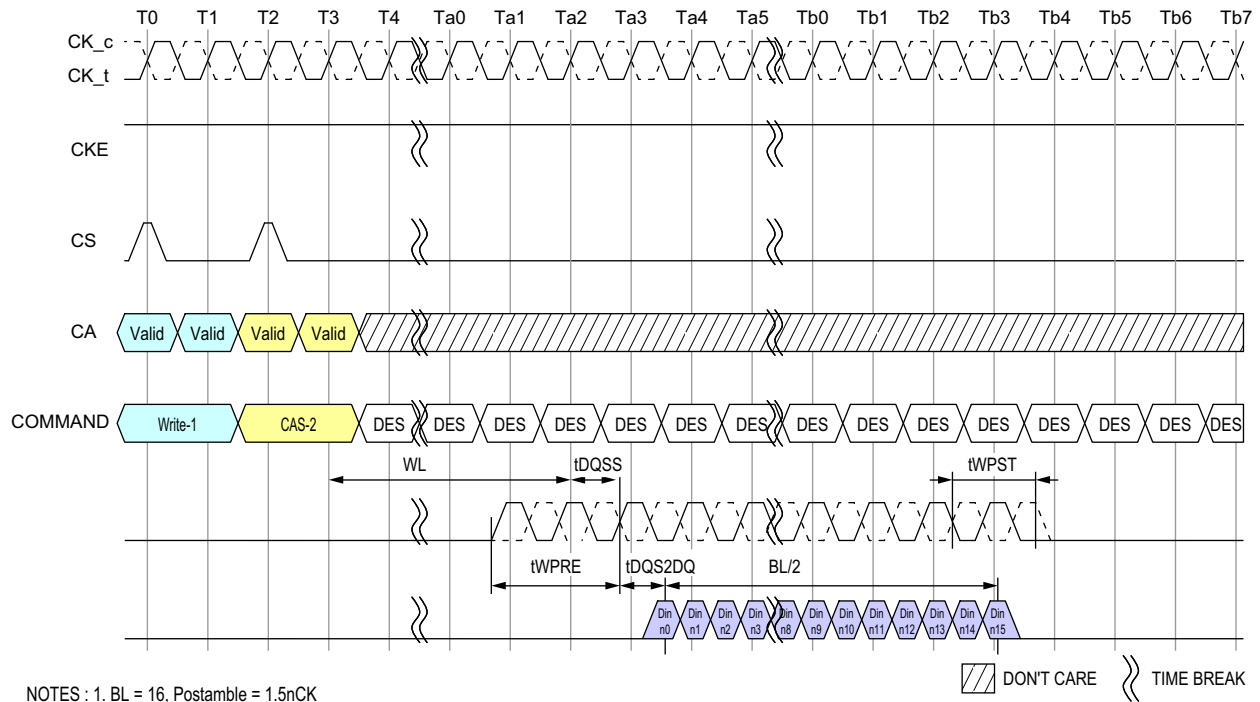 T0 T1 T2 T3 T4 Ta0 Ta1 Ta2 Ta3 Ta4 Ta5 Tb0 Tb1 Tb2 Tb3 Tb4 Tb5 Tb6 Tb7
CK_c
CK_t
CKE
CS
CA Valid Valid Valid Valid
COMMAND Write-1 CAS-2 DES DES DES DES DES DES DES DES DES DES DES DES DES DES DES
WL tDQSS tWPST
tWPRE tDQS2DQ BL/2
Din Din Din Din Din Din Din Din Din Din Din Din
n0 n1 n2 n3 n8 n9 n10 n11 n12 n13 n14 n15
DON'T CARE TIME BREAK
NOTES : 1. BL = 16, Postamble = 1.5nCK